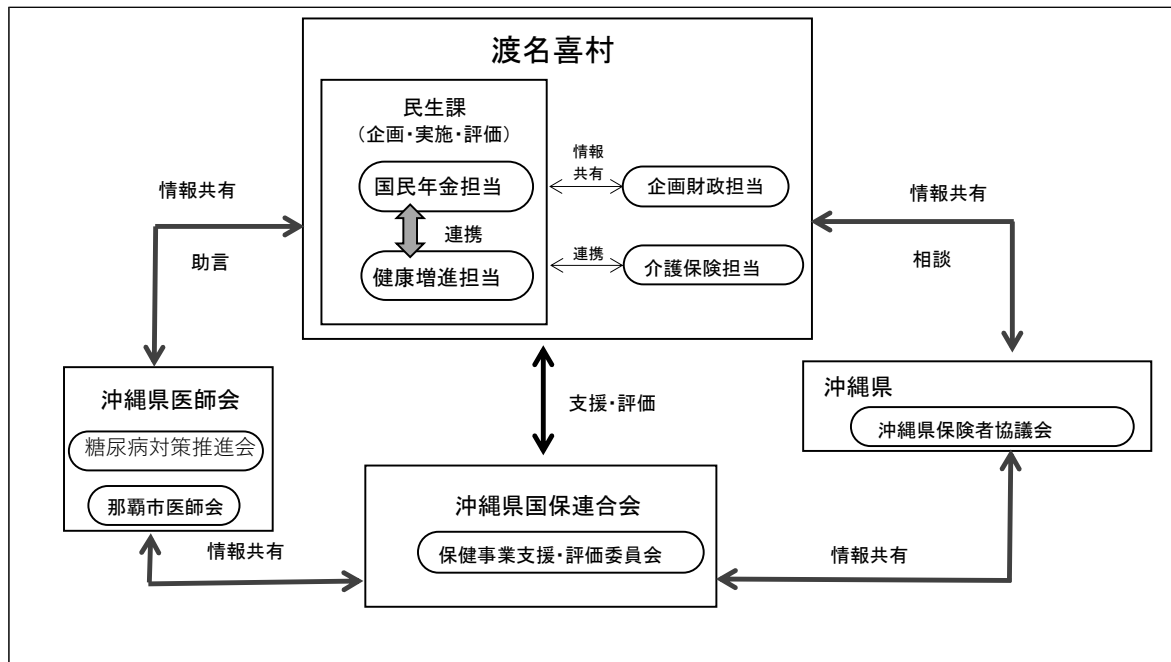 渡名喜村
民生課
（企画・実施・評価）
国民年金担当
連携
健康増進担当
情報
共有
企画財政担当
連携
介護保険担当
情報共有
助言
情報共有
相談
沖縄県医師会
糖尿病対策推進会
那覇市医師会
支援・評価
沖縄県
沖縄県保険者協議会
沖縄県国保連合会
保健事業支援・評価委員会
情報共有
情報共有